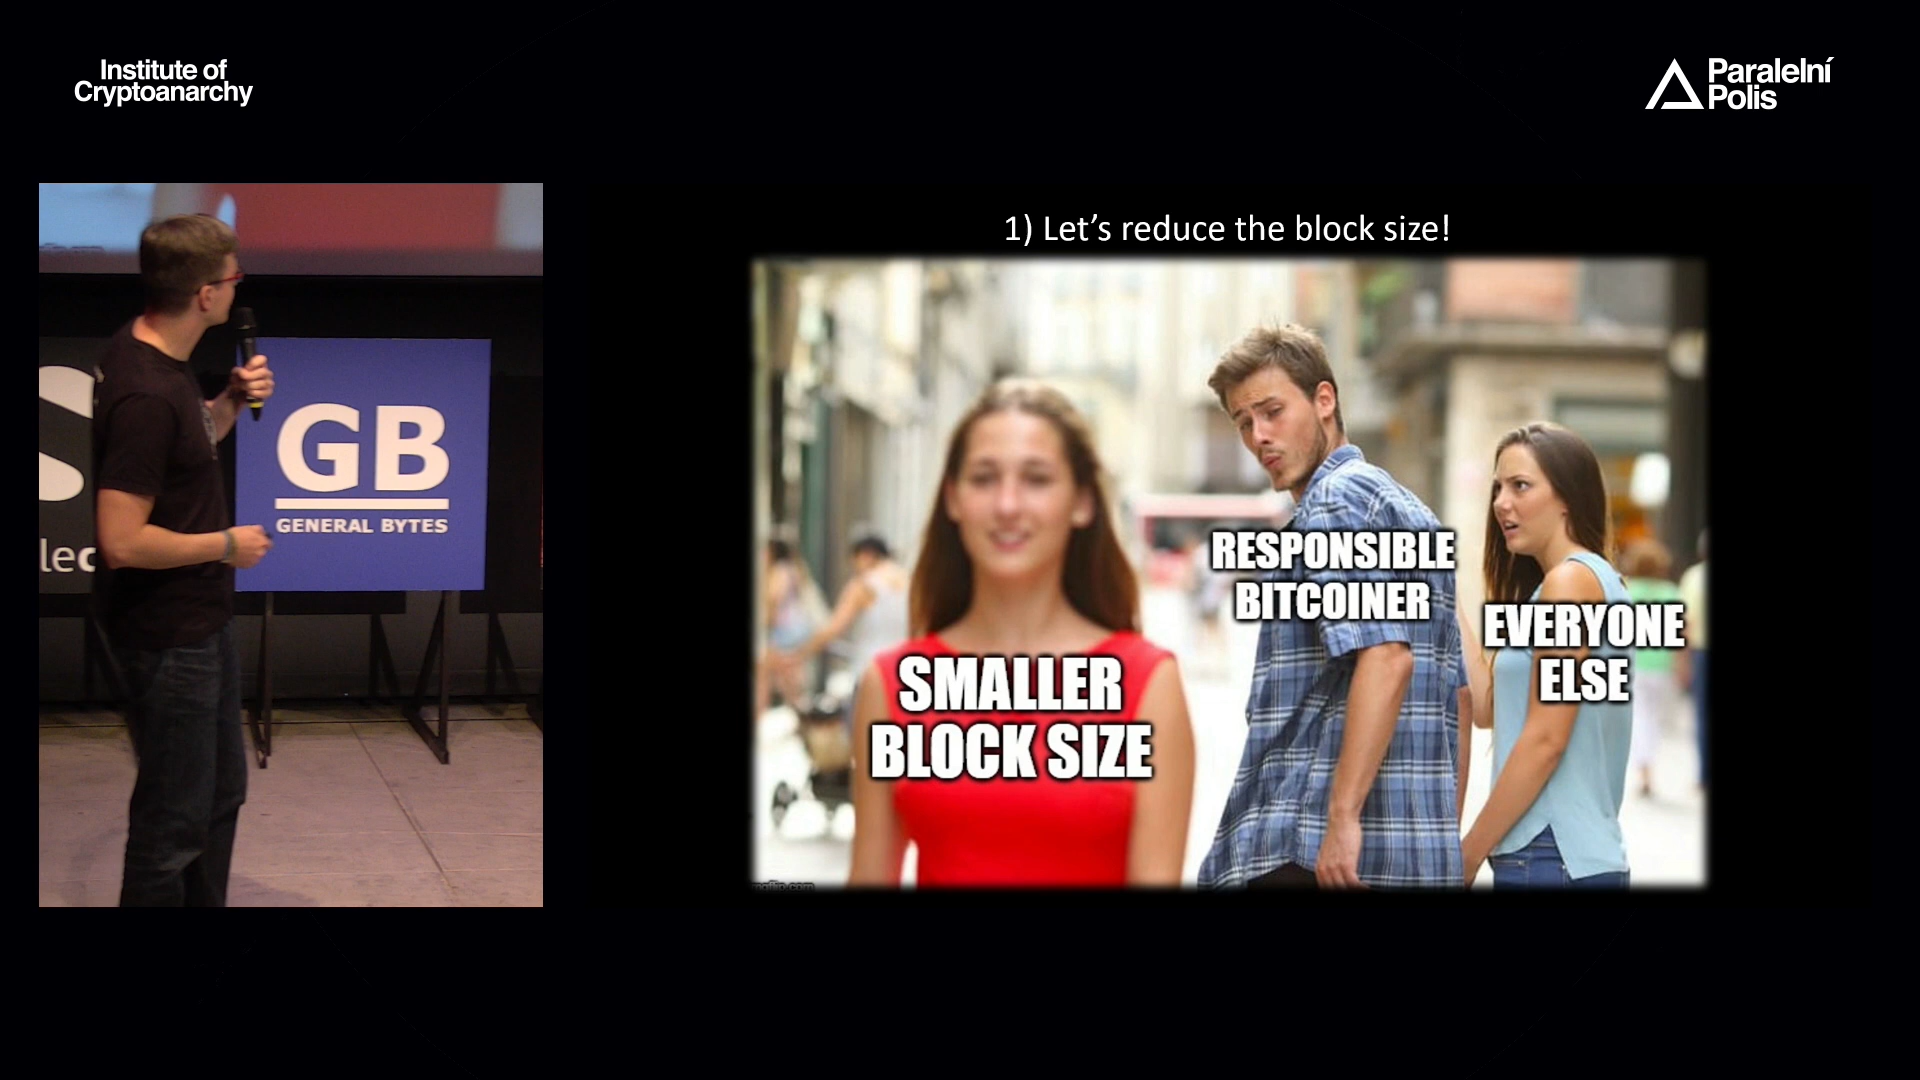 Institute of
Cryptoanarchy
Paralelní
Polis
S
lec
GB
GENERAL BYTES
1) Let's reduce the block size!
RESPONSIBLE
BITCOINER
EVERYONE
ELSE
SMALLER
BLOCK SIZE